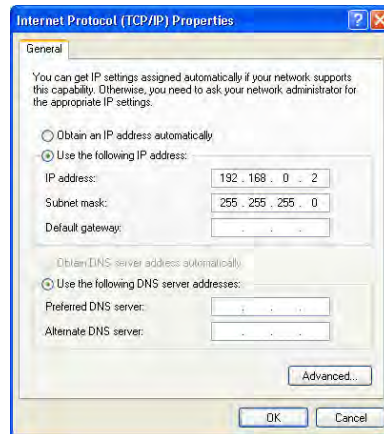 Internet Protocol (TCP/IP) Properties
General
You can get IP settings assigned automatically if your network supports
this capability. Otherwise, you need to ask your network administrator for
the appropriate IP settings.
Obtain an IP address automatically
Use the following IP address:
IP address: 192 . 168 . 0 . 2
Subnet mask: 255 . 255 . 255 . 0
Default gateway: . . .
Obtain DNS server address automatically
Use the following DNS server addresses:
Preferred DNS server: . . .
Alternate DNS server: . . .
Advanced...
OK Cancel